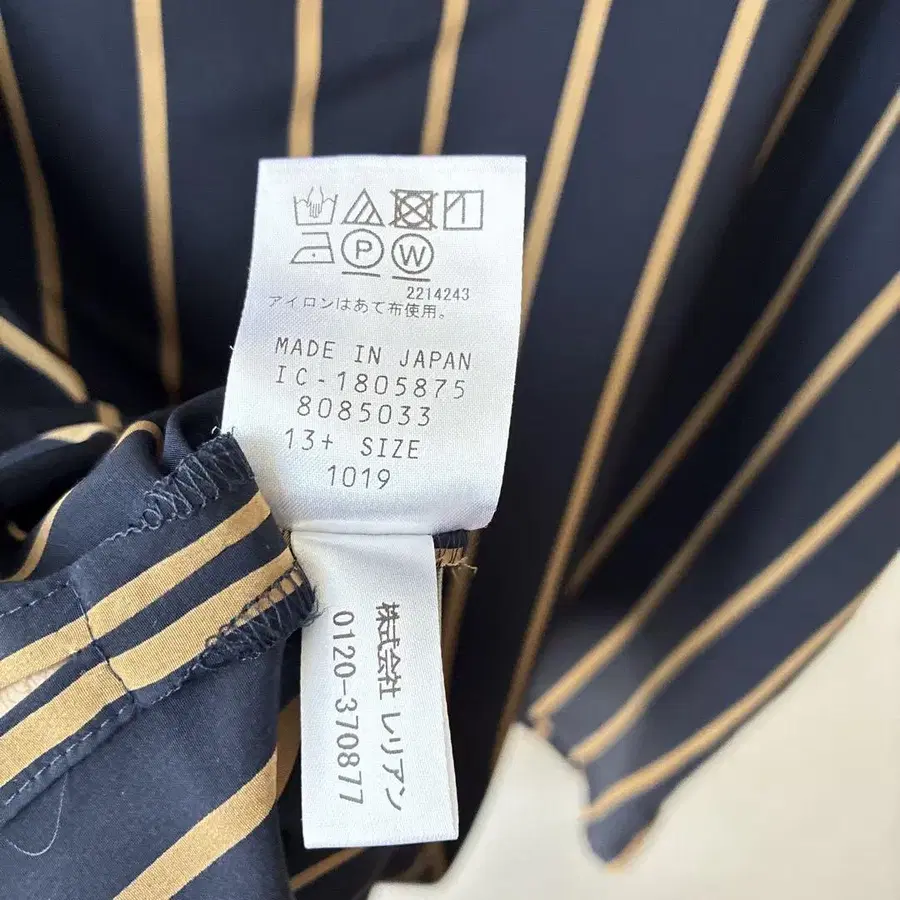 P W
2214243
アイロンはあて布使用。
MADE IN JAPAN
IC-1805875
8085033
13+ SIZE
1019
株式会社 レリアン
0120-370877